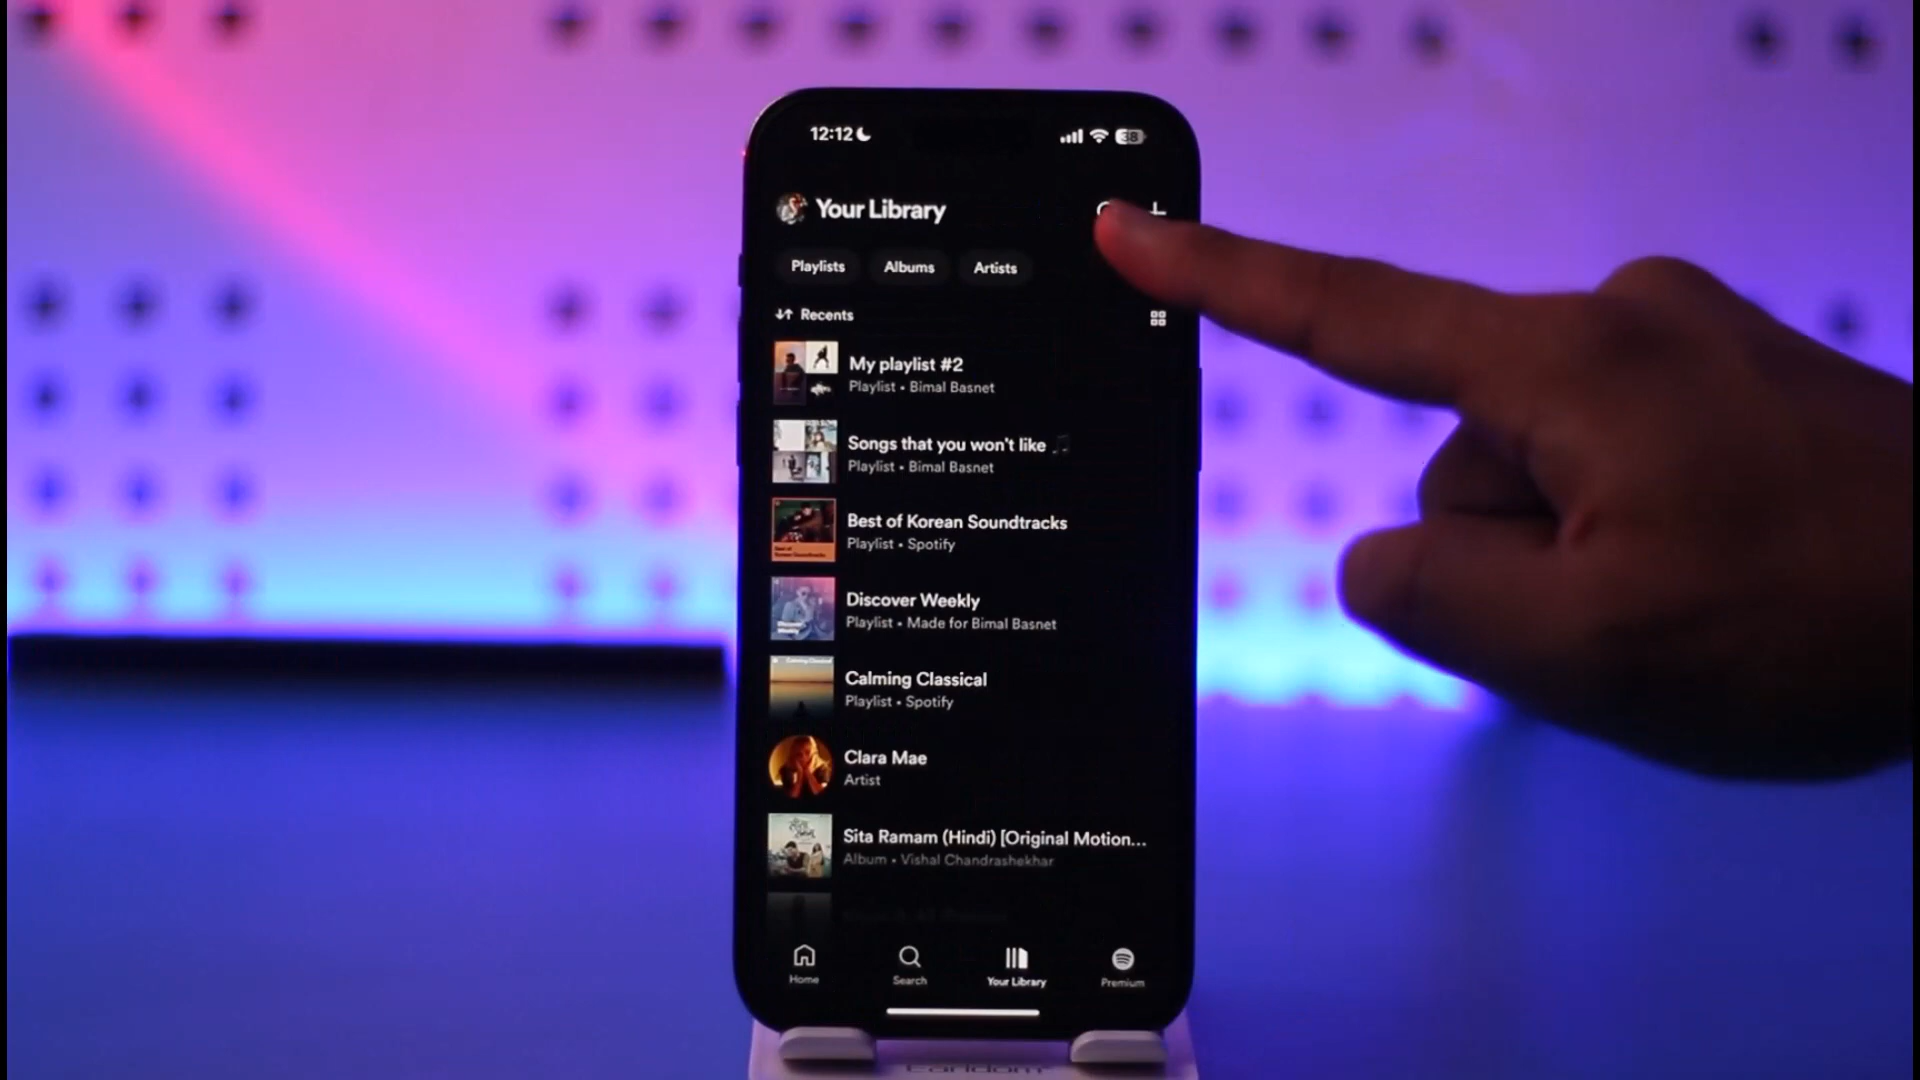 12:12
38
Your Library
Playlists
Albums
Artists
Recents
My playlist #2
Playlist • Bimal Basnet
Songs that you won't like
Playlist • Bimal Basnet
Best of Korean Soundtracks
Playlist • Spotify
Discover Weekly
Playlist • Made for Bimal Basnet
Calming Classical
Playlist • Spotify
Clara Mae
Artist
Sita Ramam (Hindi) [Original Motion...
Album • Vishal Chandrashekhar
Home
Search
Your Library
Premium